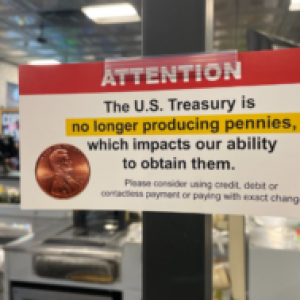 ATTENTION
The U.S. Treasury is
no longer producing pennies,
which impacts our ability
to obtain them.
Please consider using credit, debit or
contactless payment or paying with exact change